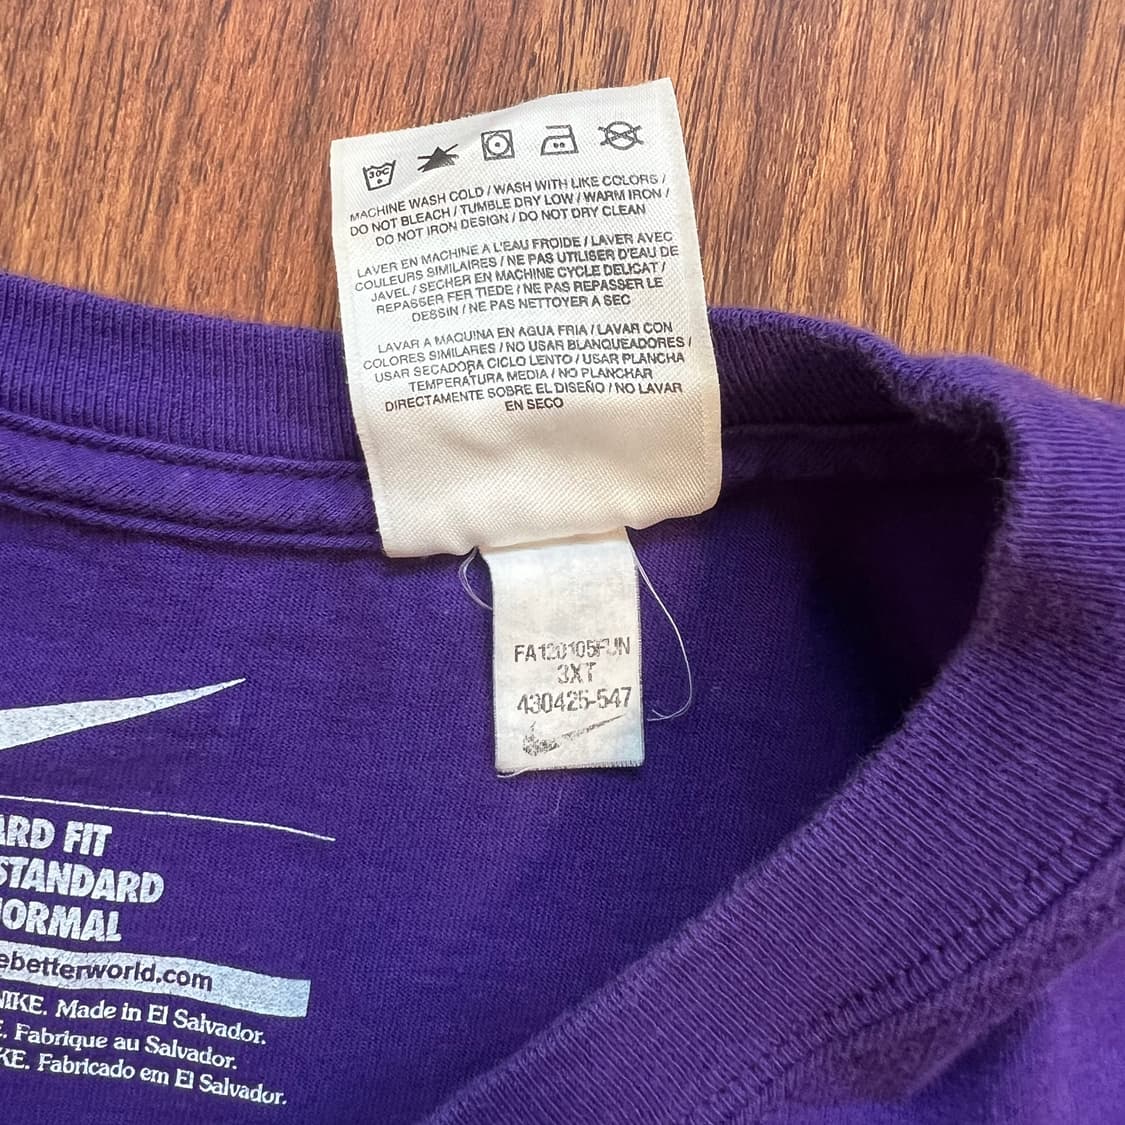 30C
MACHINE WASH COLD / WASH WITH LIKE COLORS /
DO NOT BLEACH / TUMBLE DRY LOW / WARM IRON /
DO NOT IRON DESIGN / DO NOT DRY CLEAN
LAVER EN MACHINE A L'EAU FROIDE / LAVER AVEC
COULEURS SIMILAIRES / NE PAS UTILISER D'EAU DE
JAVEL / SECHER EN MACHINE CYCLE DELICAT /
REPASSER FER TIEDE / NE PAS REPASSER LE
DESSIN / NE PAS NETTOYER A SEC
LAVAR A MAQUINA EN AGUA FRIA / LAVAR CON
COLORES SIMILARES / NO USAR BLANQUEADORES /
USAR SECADORA CICLO LENTO / USAR PLANCHA
TEMPERATURA MEDIA / NO PLANCHAR
DIRECTAMENTE SOBRE EL DISEÑO / NO LAVAR
EN SECO
FA120105FUN
3XT
430425-547
ARD FIT
STANDARD
NORMAL
ebetterworld.com
NIKE. Made in El Salvador.
E. Fabrique au Salvador.
KE. Fabricado em El Salvador.